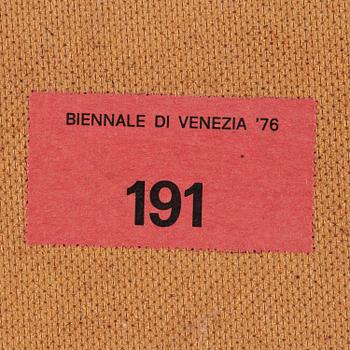 BIENNALE DI VENEZIA '76
191